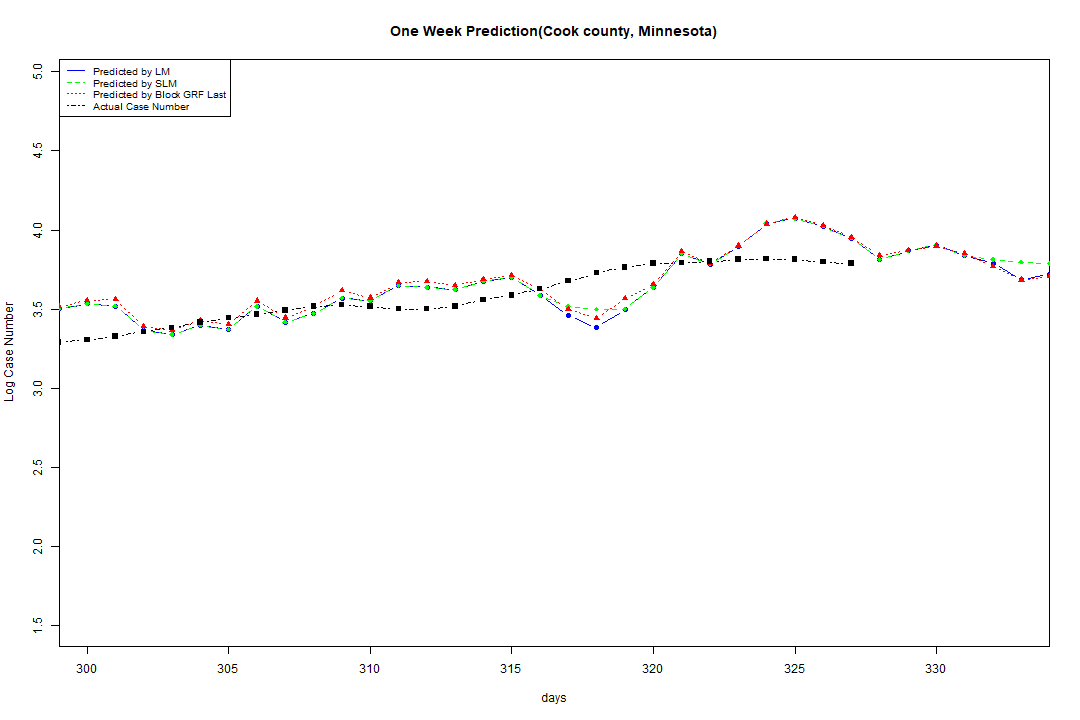 One Week Prediction(Cook county, Minnesota)
Predicted by LM
Predicted by SLM
Predicted by Block GRF Last
Actual Case Number
5.0
4.5
4.0
3.5
3.0
2.5
2.0
1.5
Log Case Number
300 305 310 315 320 325 330
days